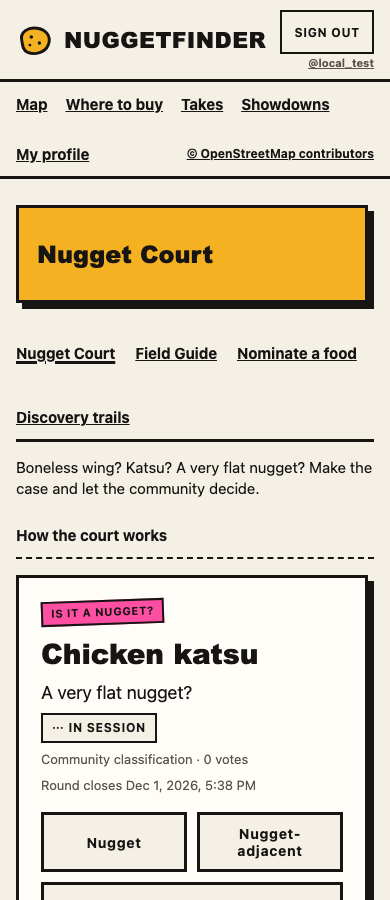 NUGGETFINDER
SIGN OUT
@local_test
Map Where to buy Takes Showdowns
My profile © OpenStreetMap contributors
Nugget Court
Nugget Court Field Guide Nominate a food
Discovery trails
Boneless wing? Katsu? A very flat nugget? Make the
case and let the community decide.
How the court works
IS IT A NUGGET?
Chicken katsu
A very flat nugget?
··· IN SESSION
Community classification · 0 votes
Round closes Dec 1, 2026, 5:38 PM
Nugget
Nugget-
adjacent